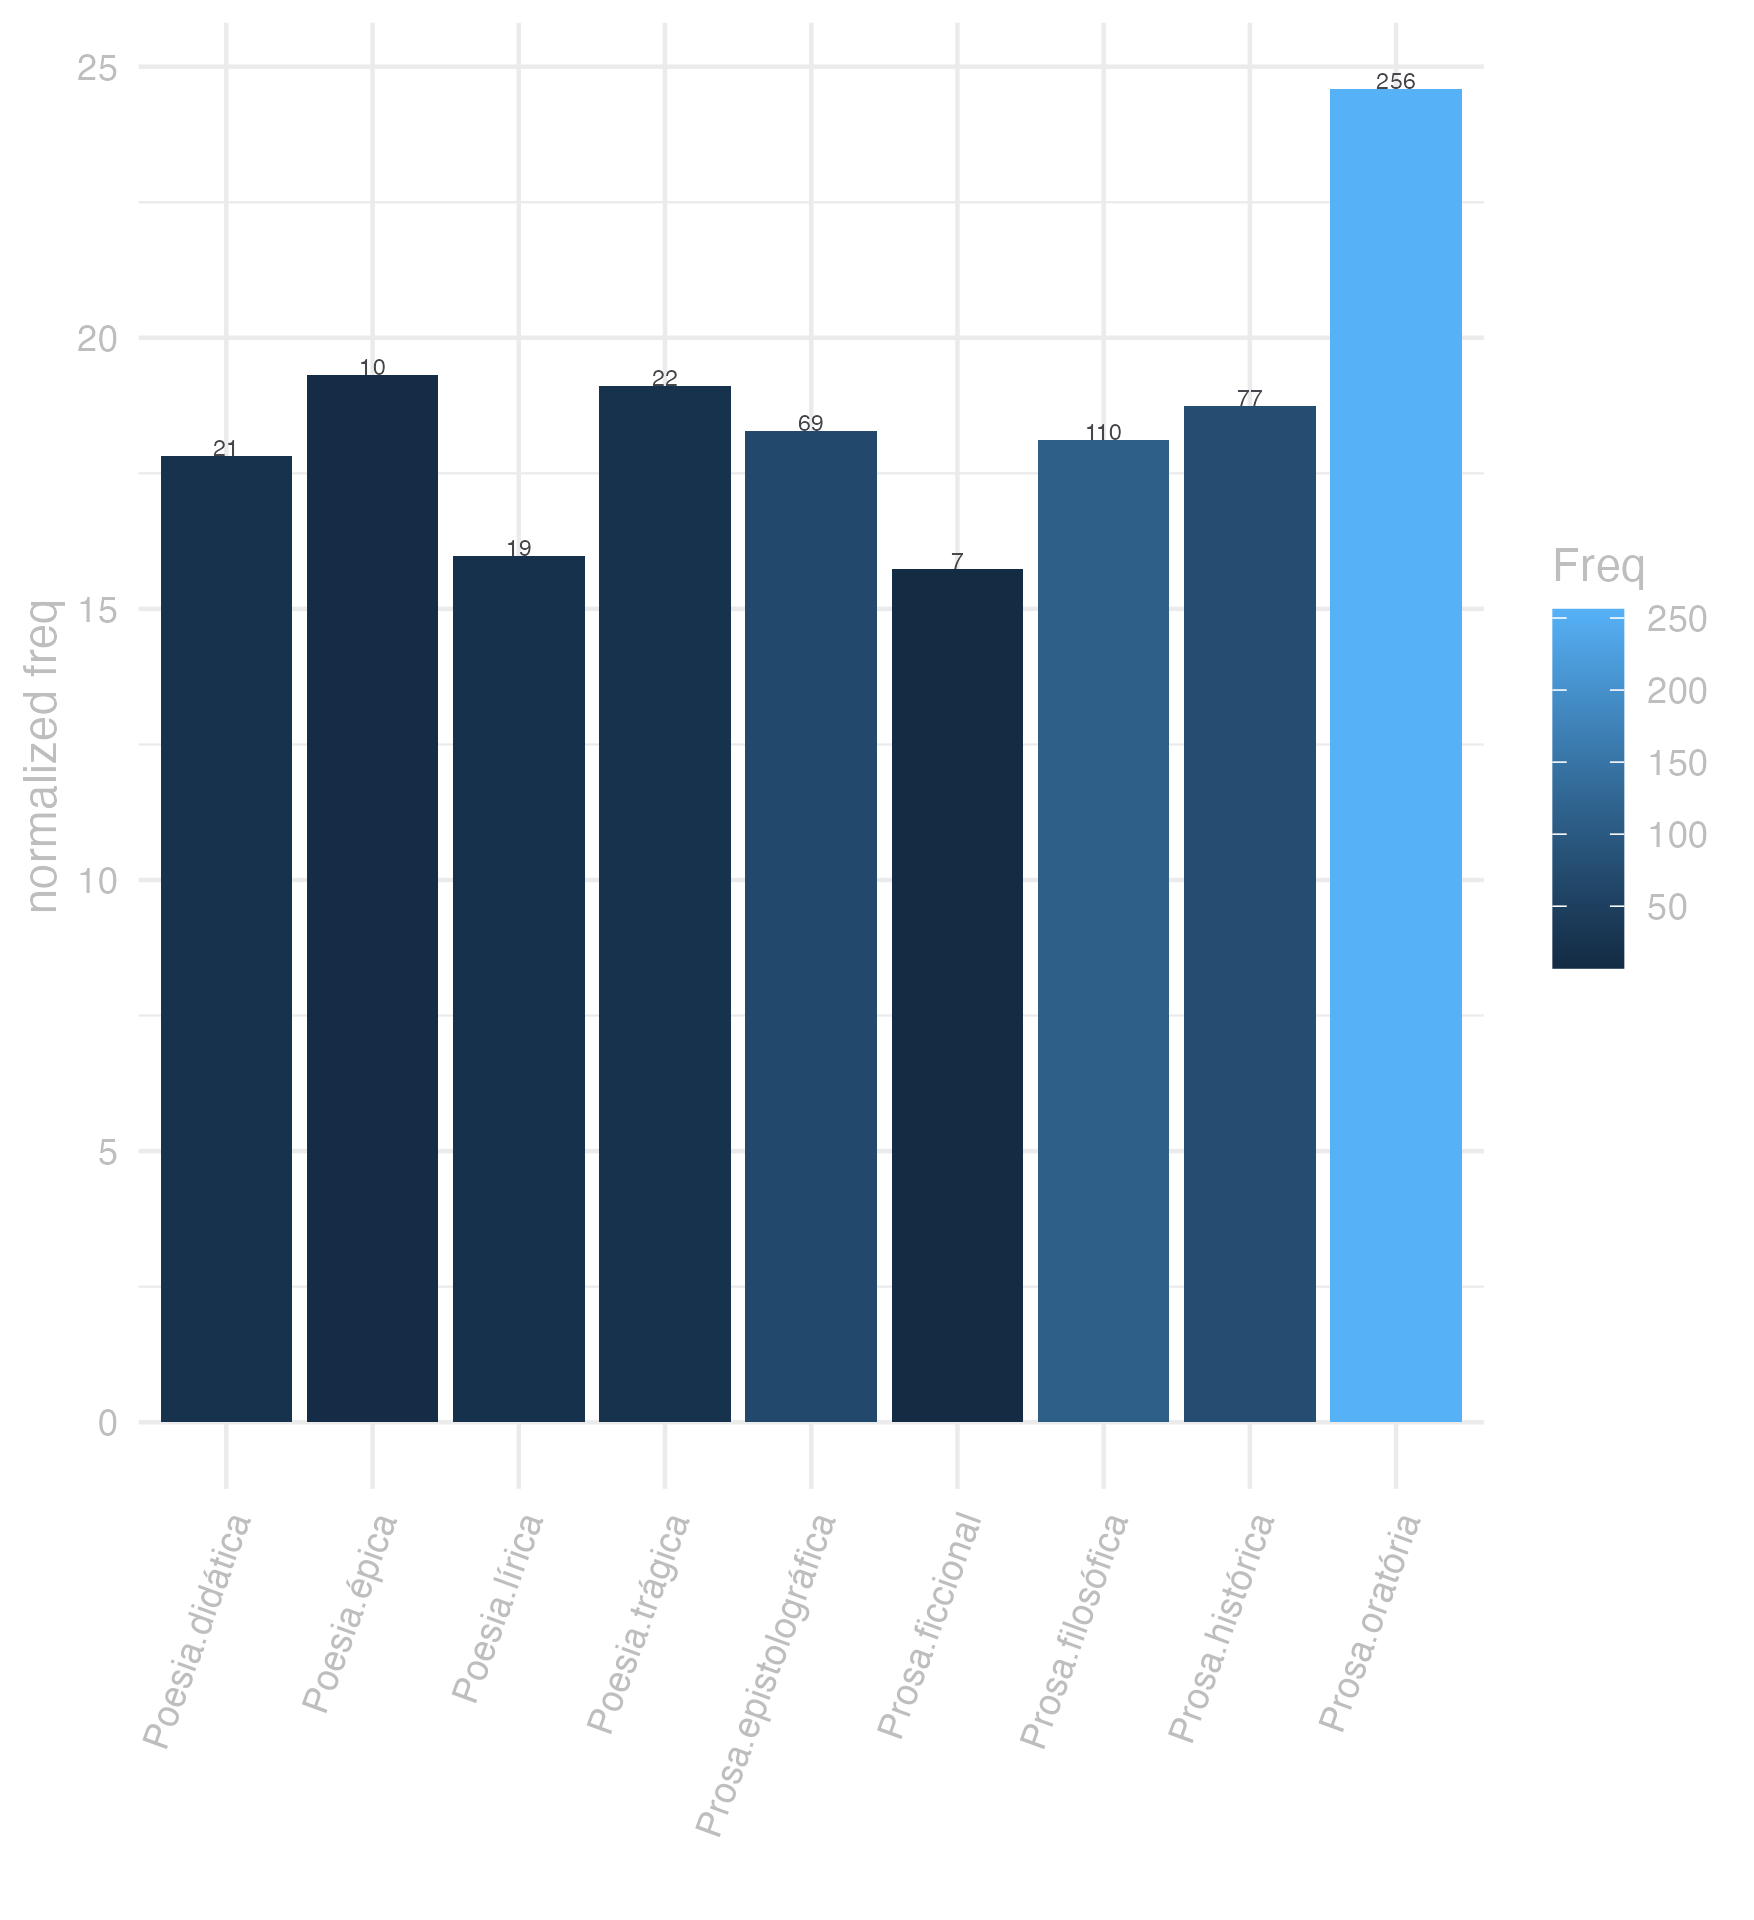 normalized freq
25
20
15
10
5
0
21
10
19
22
69
7
110
77
256
Poesia.didática
Poesia.épica
Poesia.lírica
Poesia.trágica
Prosa.epistolográfica
Prosa.ficcional
Prosa.filosófica
Prosa.histórica
Prosa.oratória
Freq
250
200
150
100
50